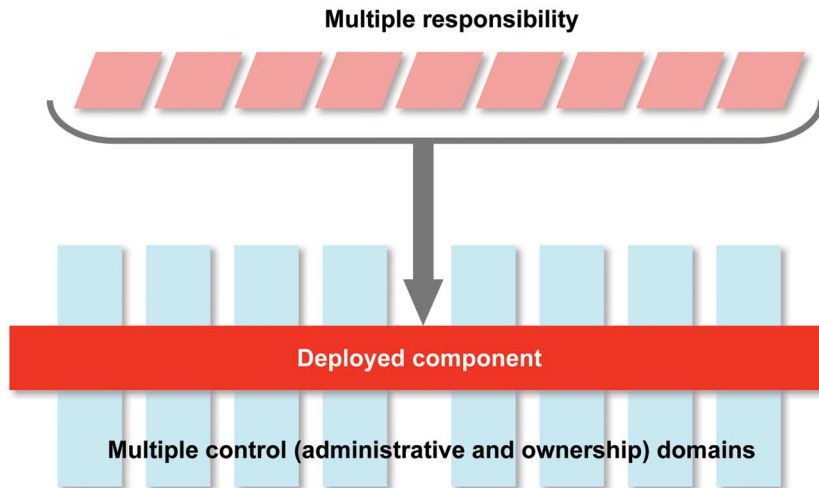 Multiple responsibility
Deployed component
Multiple control (administrative and ownership) domains